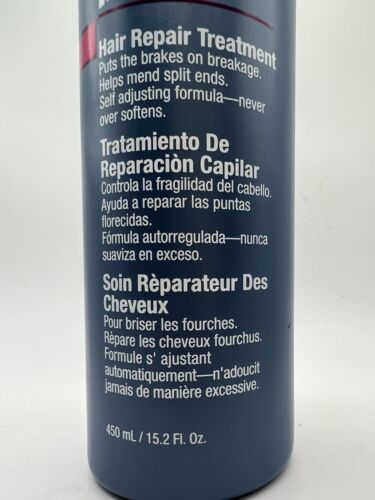 Hair Repair Treatment
Puts the brakes on breakage.
Helps mend split ends.
Self adjusting formula—never
over softens.
Tratamiento De
Reparaciòn Capilar
Controla la fragilidad del cabello.
Ayuda a reparar las puntas
florecidas.
Fórmula autorregulada—nunca
suaviza en exceso.
Soin Rèparateur Des
Cheveux
Pour briser les fourches.
Rèpare les cheveux fourchus.
Formule s' ajustant
automatiquement—n'adoucit
jamais de manière excessive.
450 mL / 15.2 Fl. Oz.